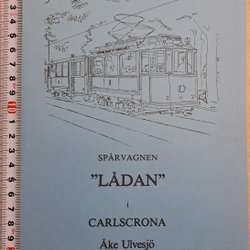 SPÅRVAGNEN
"LÅDAN"
i
CARLSCRONA
Åke Ulvesjö